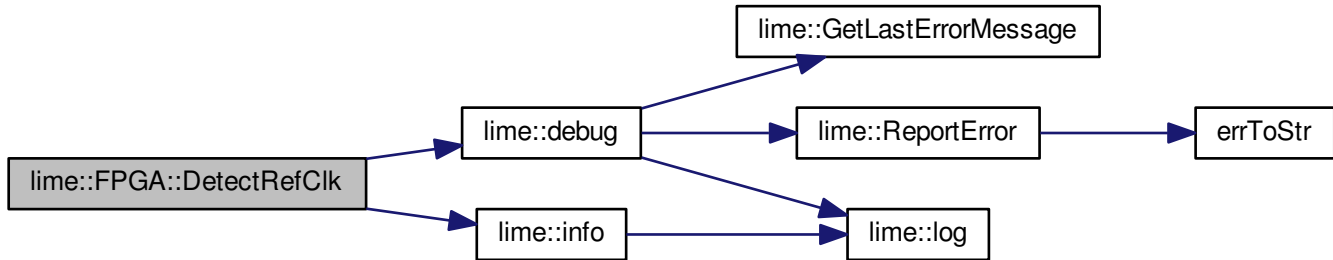 lime::GetLastErrorMessage
lime::debug
lime::ReportError
errToStr
lime::FPGA::DetectRefClk
lime::info
lime::log